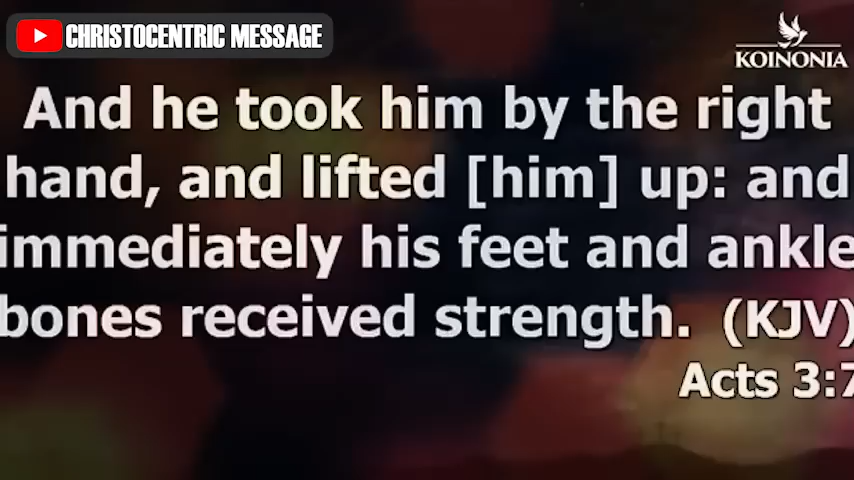 CHRISTOCENTRIC MESSAGE
KOINONIA
And he took him by the right
hand, and lifted [him] up: and
immediately his feet and ankle
bones received strength. (KJV)
Acts 3:7